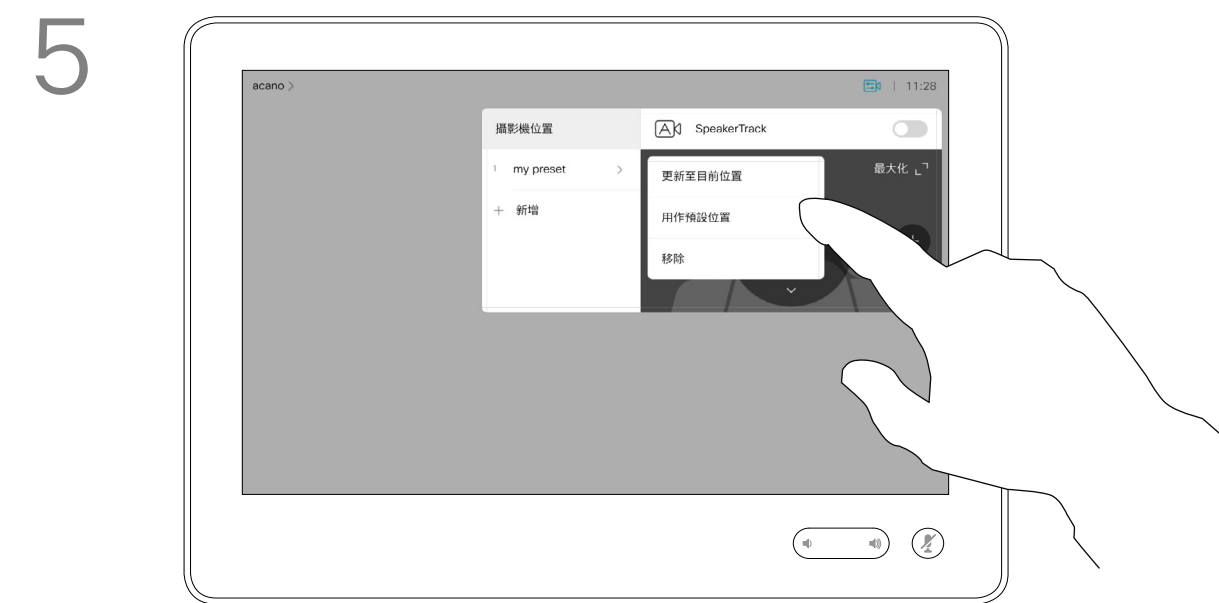 5
acano >
11:28
攝影機位置
SpeakerTrack
1 my preset >
最大化
+ 新增
更新至目前位置
用作預設位置
移除